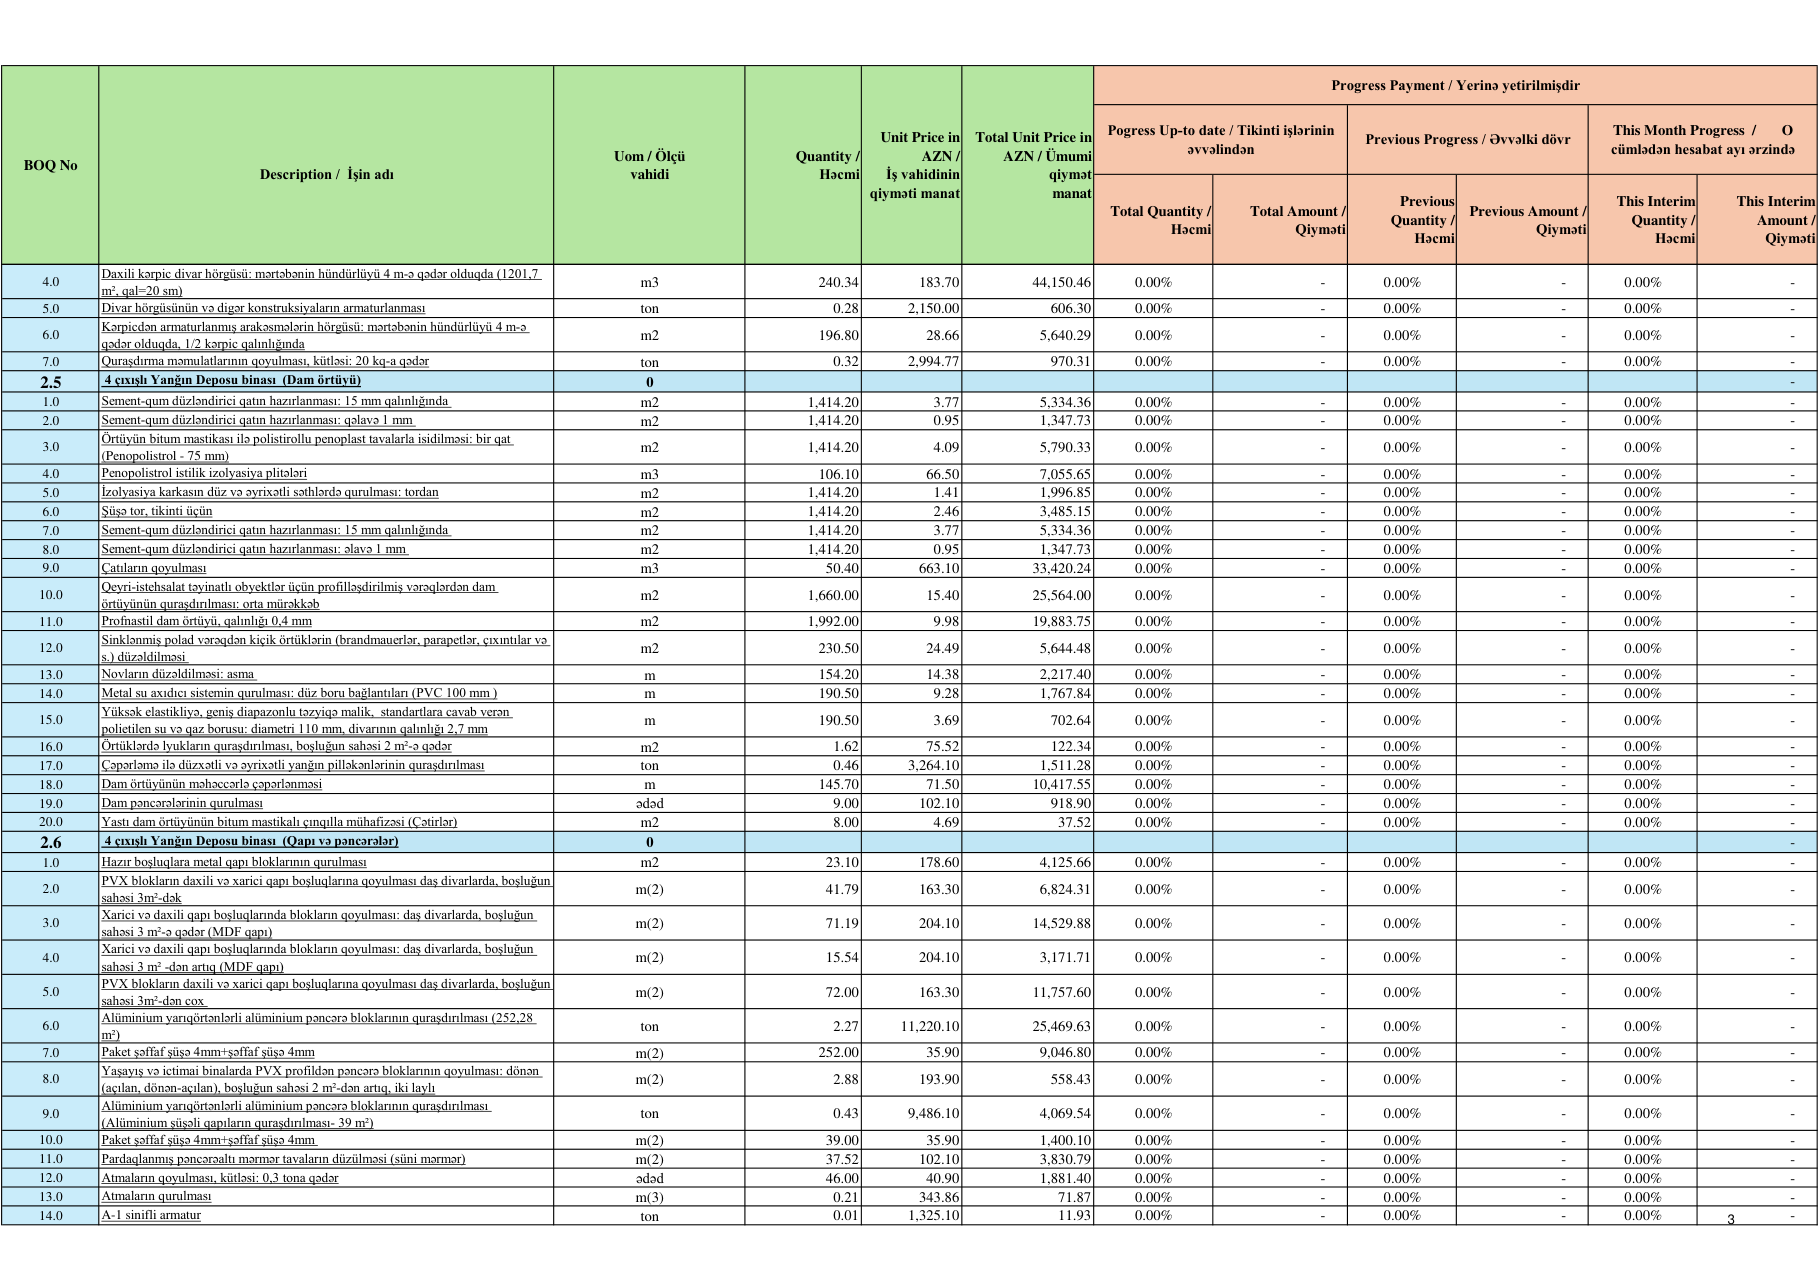 Progress Payment / Yerinə yetirilmişdir
BOQ No
Description /  İşin adı
Uom / Ölçü
vahidi
Quantity /
Həcmi
Unit Price in
AZN /
İş vahidinin
qiyməti manat
Total Unit Price in
AZN / Ümumi
qiymət
manat
Pogress Up-to date / Tikinti işlərinin
əvvəlindən
Previous Progress / Əvvəlki dövr
This Month Progress  /      O
cümlədən hesabat ayı ərzində
Total Quantity /
Həcmi
Total Amount /
Qiyməti
Previous
Quantity /
Həcmi
Previous Amount /
Qiyməti
This Interim
Quantity /
Həcmi
This Interim
Amount /
Qiyməti
4.0 Daxili kərpic divar hörgüsü: mərtəbənin hündürlüyü 4 m-ə qədər olduqda (1201,7
m², qal=20 sm) m3 240.34 183.70 44,150.46 0.00% - 0.00% - 0.00% -
5.0 Divar hörgüsünün və digər konstruksiyaların armaturlanması ton 0.28 2,150.00 606.30 0.00% - 0.00% - 0.00% -
6.0 Kərpicdən armaturlanmış arakəsmələrin hörgüsü: mərtəbənin hündürlüyü 4 m-ə
qədər olduqda, 1/2 kərpic qalınlığında m2 196.80 28.66 5,640.29 0.00% - 0.00% - 0.00% -
7.0 Quraşdırma məmulatlarının qoyulması, kütləsi: 20 kq-a qədər ton 0.32 2,994.77 970.31 0.00% - 0.00% - 0.00% -
2.5 4 çıxışlı Yanğın Deposu binası  (Dam örtüyü) 0 -
1.0 Sement-qum düzləndirici qatın hazırlanması: 15 mm qalınlığında m2 1,414.20 3.77 5,334.36 0.00% - 0.00% - 0.00% -
2.0 Sement-qum düzləndirici qatın hazırlanması: qəlavə 1 mm m2 1,414.20 0.95 1,347.73 0.00% - 0.00% - 0.00% -
3.0 Örtüyün bitum mastikası ilə polistirollu penoplast tavalarla isidilməsi: bir qat
(Penopolistrol - 75 mm) m2 1,414.20 4.09 5,790.33 0.00% - 0.00% - 0.00% -
4.0 Penopolistrol istilik izolyasiya plitələri m3 106.10 66.50 7,055.65 0.00% - 0.00% - 0.00% -
5.0 İzolyasiya karkasın düz və əyrixətli səthlərdə qurulması: tordan m2 1,414.20 1.41 1,996.85 0.00% - 0.00% - 0.00% -
6.0 Şüşə tor, tikinti üçün m2 1,414.20 2.46 3,485.15 0.00% - 0.00% - 0.00% -
7.0 Sement-qum düzləndirici qatın hazırlanması: 15 mm qalınlığında m2 1,414.20 3.77 5,334.36 0.00% - 0.00% - 0.00% -
8.0 Sement-qum düzləndirici qatın hazırlanması: əlavə 1 mm m2 1,414.20 0.95 1,347.73 0.00% - 0.00% - 0.00% -
9.0 Çatıların qoyulması m3 50.40 663.10 33,420.24 0.00% - 0.00% - 0.00% -
10.0 Qeyri-istehsalat təyinatlı obyektlər üçün profilləşdirilmiş vərəqlərdən dam
örtüyünün quraşdırılması: orta mürəkkəb m2 1,660.00 15.40 25,564.00 0.00% - 0.00% - 0.00% -
11.0 Profnastil dam örtüyü, qalınlığı 0,4 mm m2 1,992.00 9.98 19,883.75 0.00% - 0.00% - 0.00% -
12.0 Sinklənmiş polad vərəqdən kiçik örtüklərin (brandmauerlər, parapetlər, çıxıntılar və
s.) düzəldilməsi m2 230.50 24.49 5,644.48 0.00% - 0.00% - 0.00% -
13.0 Novların düzəldilməsi: asma m 154.20 14.38 2,217.40 0.00% - 0.00% - 0.00% -
14.0 Metal su axıdıcı sistemin qurulması: düz boru bağlantıları (PVC 100 mm ) m 190.50 9.28 1,767.84 0.00% - 0.00% - 0.00% -
15.0 Yüksək elastikliyə, geniş diapazonlu təzyiqə malik,  standartlara cavab verən
polietilen su və qaz borusu: diametri 110 mm, divarının qalınlığı 2,7 mm m 190.50 3.69 702.64 0.00% - 0.00% - 0.00% -
16.0 Örtüklərdə lyukların quraşdırılması, boşluğun sahəsi 2 m²-ə qədər m2 1.62 75.52 122.34 0.00% - 0.00% - 0.00% -
17.0 Çəpərləmə ilə düzxətli və əyrixətli yanğın pilləkənlərinin quraşdırılması ton 0.46 3,264.10 1,511.28 0.00% - 0.00% - 0.00% -
18.0 Dam örtüyünün məhəccərlə çəpərlənməsi m 145.70 71.50 10,417.55 0.00% - 0.00% - 0.00% -
19.0 Dam pəncərələrinin qurulması ədəd 9.00 102.10 918.90 0.00% - 0.00% - 0.00% -
20.0 Yastı dam örtüyünün bitum mastikalı çınqılla mühafizəsi (Çətirlər) m2 8.00 4.69 37.52 0.00% - 0.00% - 0.00% -
2.6 4 çıxışlı Yanğın Deposu binası  (Qapı və pəncərələr) 0 -
1.0 Hazır boşluqlara metal qapı bloklarının qurulması m2 23.10 178.60 4,125.66 0.00% - 0.00% - 0.00% -
2.0 PVX blokların daxili və xarici qapı boşluqlarına qoyulması daş divarlarda, boşluğun
sahəsi 3m²-dək m(2) 41.79 163.30 6,824.31 0.00% - 0.00% - 0.00% -
3.0 Xarici və daxili qapı boşluqlarında blokların qoyulması: daş divarlarda, boşluğun
sahəsi 3 m²-ə qədər (MDF qapı) m(2) 71.19 204.10 14,529.88 0.00% - 0.00% - 0.00% -
4.0 Xarici və daxili qapı boşluqlarında blokların qoyulması: daş divarlarda, boşluğun
sahəsi 3 m² -dən artıq (MDF qapı) m(2) 15.54 204.10 3,171.71 0.00% - 0.00% - 0.00% -
5.0 PVX blokların daxili və xarici qapı boşluqlarına qoyulması daş divarlarda, boşluğun
sahəsi 3m²-dən cox m(2) 72.00 163.30 11,757.60 0.00% - 0.00% - 0.00% -
6.0 Alüminium yarıqörtənlərli alüminium pəncərə bloklarının quraşdırılması (252,28
m²) ton 2.27 11,220.10 25,469.63 0.00% - 0.00% - 0.00% -
7.0 Paket şəffaf şüşə 4mm+şəffaf şüşə 4mm m(2) 252.00 35.90 9,046.80 0.00% - 0.00% - 0.00% -
8.0 Yaşayış və ictimai binalarda PVX profildən pəncərə bloklarının qoyulması: dönən
(açılan, dönən-açılan), boşluğun sahəsi 2 m²-dən artıq, iki laylı m(2) 2.88 193.90 558.43 0.00% - 0.00% - 0.00% -
9.0 Alüminium yarıqörtənlərli alüminium pəncərə bloklarının quraşdırılması
(Alüminium şüşəli qapıların quraşdırılması- 39 m²) ton 0.43 9,486.10 4,069.54 0.00% - 0.00% - 0.00% -
10.0 Paket şəffaf şüşə 4mm+şəffaf şüşə 4mm m(2) 39.00 35.90 1,400.10 0.00% - 0.00% - 0.00% -
11.0 Pardaqlanmış pəncərəaltı mərmər tavaların düzülməsi (süni mərmər) m(2) 37.52 102.10 3,830.79 0.00% - 0.00% - 0.00% -
12.0 Atmaların qoyulması, kütləsi: 0,3 tona qədər ədəd 46.00 40.90 1,881.40 0.00% - 0.00% - 0.00% -
13.0 Atmaların qurulması m(3) 0.21 343.86 71.87 0.00% - 0.00% - 0.00% -
14.0 A-1 sinifli armatur ton 0.01 1,325.10 11.93 0.00% - 0.00% - 0.00% -
3